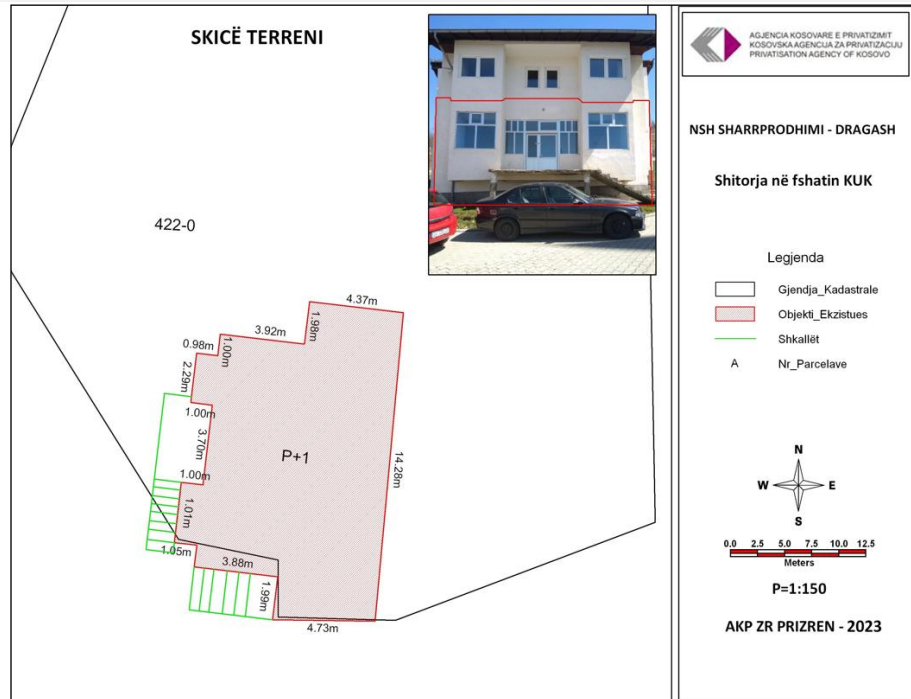 SKICË TERRENI
422-0
4.37m
3.92m
1.98m
0.98m
1.00m
2.29m
1.00m
3.70m
P+1
14.28m
1.00m
1.01m
1.05m
3.88m
1.99m
4.73m
AGJENCIA KOSOVARE E PRIVATIZIMIT
KOSOVSKA AGENCIJA ZA PRIVATIZACIJU
PRIVATISATION AGENCY OF KOSOVO
NSH SHARRPRODHIMI - DRAGASH
Shitorja në fshatin KUK
Legjenda
Gjendja_Kadastrale
Objekti_Ekzistues
Shkallët
A Nr_Parcelave
N
W E
S
0.0 2.5 5.0 7.5 10.0 12.5
Meters
P=1:150
AKP ZR PRIZREN - 2023